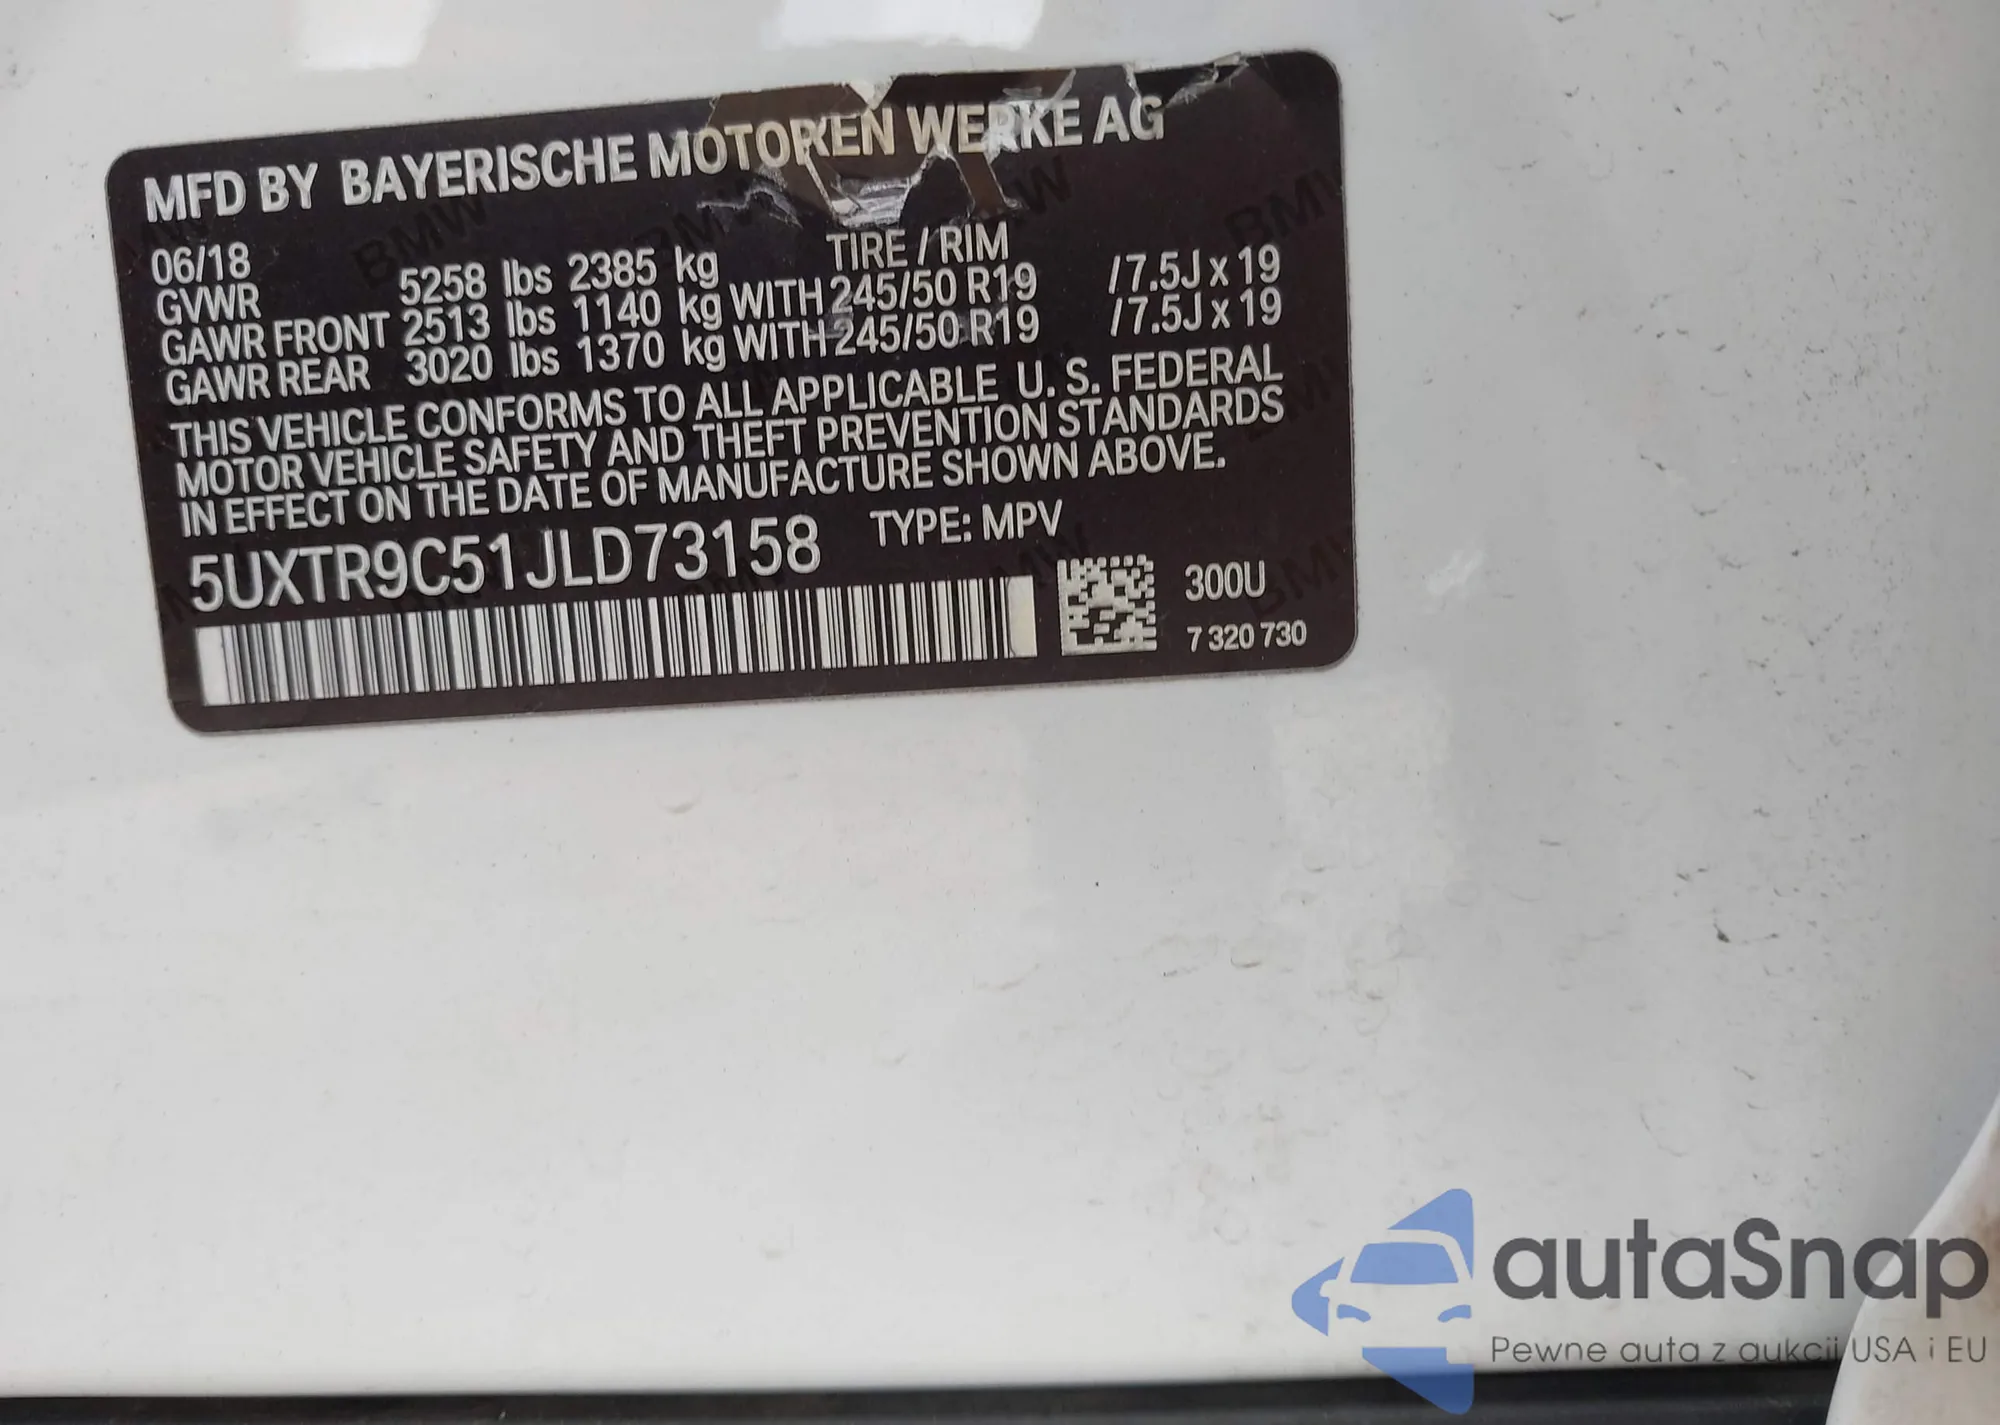 MFD BY BAYERISCHE MOTOREN WERKE AG
06/18 TIRE / RIM
GVWR 5258 lbs 2385 kg
GAWR FRONT 2513 lbs 1140 kg WITH 245/50 R19 /7.5J x 19
GAWR REAR 3020 lbs 1370 kg WITH 245/50 R19 /7.5J x 19
THIS VEHICLE CONFORMS TO ALL APPLICABLE U. S. FEDERAL
MOTOR VEHICLE SAFETY AND THEFT PREVENTION STANDARDS
IN EFFECT ON THE DATE OF MANUFACTURE SHOWN ABOVE.
5UXTR9C51JLD73158 TYPE: MPV
300U
7 320 730
autaSnap
Pewne auta z aukcji USA i EU